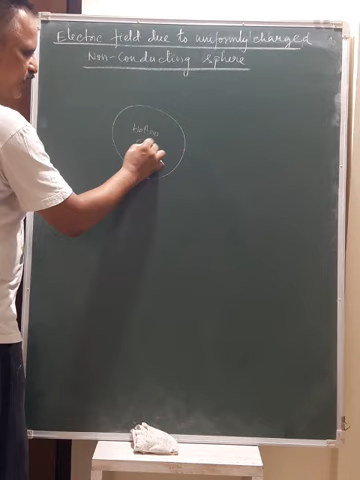 Electric field due to uniformly charged
Non-Conducting sphere